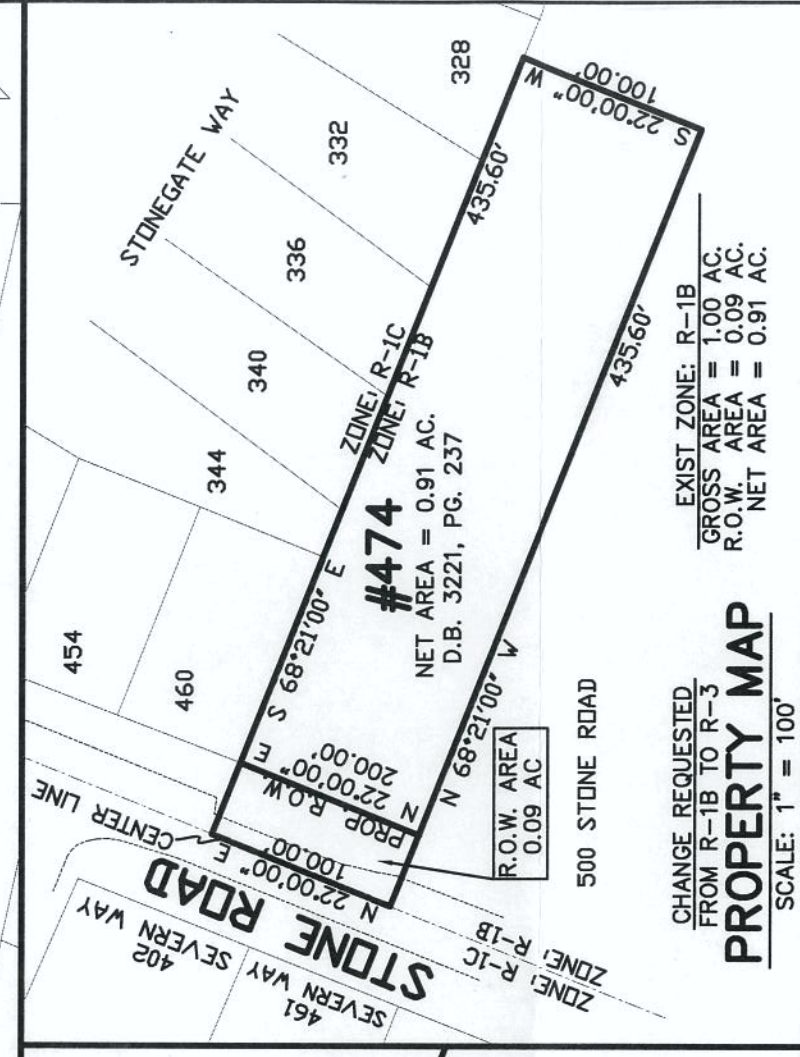 STONEGATE WAY
328
332
336
340
344
454
460
W
22°00'00"
S
100.00'
435.60'
ZONE: R-1C
ZONE: R-1B
#474
NET AREA = 0.91 AC.
D.B. 3221, PG. 237
S 68°21'00" E
435.60'
N 68°21'00" W
PROP. R.O.W.
N 22°00'00" E
200.00'
N 22°00'00" E
100.00'
CENTER LINE
R.O.W. AREA
0.09 AC
500 STONE ROAD
STONE ROAD
402
SEVERN WAY
461
SEVERN WAY
ZONE: R-1B
ZONE: R-1C
EXIST ZONE: R-1B
GROSS AREA = 1.00 AC.
R.O.W. AREA = 0.09 AC.
NET AREA = 0.91 AC.
CHANGE REQUESTED
FROM R-1B TO R-3
PROPERTY MAP
SCALE: 1" = 100'